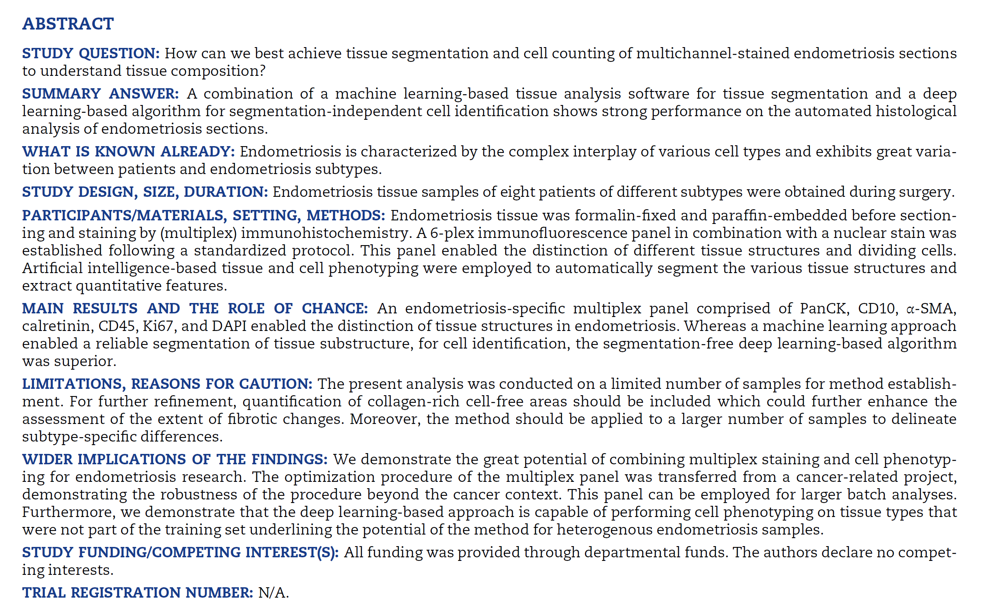 ABSTRACT
STUDY QUESTION: How can we best achieve tissue segmentation and cell counting of multichannel-stained endometriosis sections
to understand tissue composition?
SUMMARY ANSWER: A combination of a machine learning-based tissue analysis software for tissue segmentation and a deep
learning-based algorithm for segmentation-independent cell identification shows strong performance on the automated histological
analysis of endometriosis sections.
WHAT IS KNOWN ALREADY: Endometriosis is characterized by the complex interplay of various cell types and exhibits great varia-
tion between patients and endometriosis subtypes.
STUDY DESIGN, SIZE, DURATION: Endometriosis tissue samples of eight patients of different subtypes were obtained during surgery.
PARTICIPANTS/MATERIALS, SETTING, METHODS: Endometriosis tissue was formalin-fixed and paraffin-embedded before section-
ing and staining by (multiplex) immunohistochemistry. A 6-plex immunofluorescence panel in combination with a nuclear stain was
established following a standardized protocol. This panel enabled the distinction of different tissue structures and dividing cells.
Artificial intelligence-based tissue and cell phenotyping were employed to automatically segment the various tissue structures and
extract quantitative features.
MAIN RESULTS AND THE ROLE OF CHANCE: An endometriosis-specific multiplex panel comprised of PanCK, CD10, α-SMA,
calretinin, CD45, Ki67, and DAPI enabled the distinction of tissue structures in endometriosis. Whereas a machine learning approach
enabled a reliable segmentation of tissue substructure, for cell identification, the segmentation-free deep learning-based algorithm
was superior.
LIMITATIONS, REASONS FOR CAUTION: The present analysis was conducted on a limited number of samples for method establish-
ment. For further refinement, quantification of collagen-rich cell-free areas should be included which could further enhance the
assessment of the extent of fibrotic changes. Moreover, the method should be applied to a larger number of samples to delineate
subtype-specific differences.
WIDER IMPLICATIONS OF THE FINDINGS: We demonstrate the great potential of combining multiplex staining and cell phenotyp-
ing for endometriosis research. The optimization procedure of the multiplex panel was transferred from a cancer-related project,
demonstrating the robustness of the procedure beyond the cancer context. This panel can be employed for larger batch analyses.
Furthermore, we demonstrate that the deep learning-based approach is capable of performing cell phenotyping on tissue types that
were not part of the training set underlining the potential of the method for heterogenous endometriosis samples.
STUDY FUNDING/COMPETING INTEREST(S): All funding was provided through departmental funds. The authors declare no compet-
ing interests.
TRIAL REGISTRATION NUMBER: N/A.